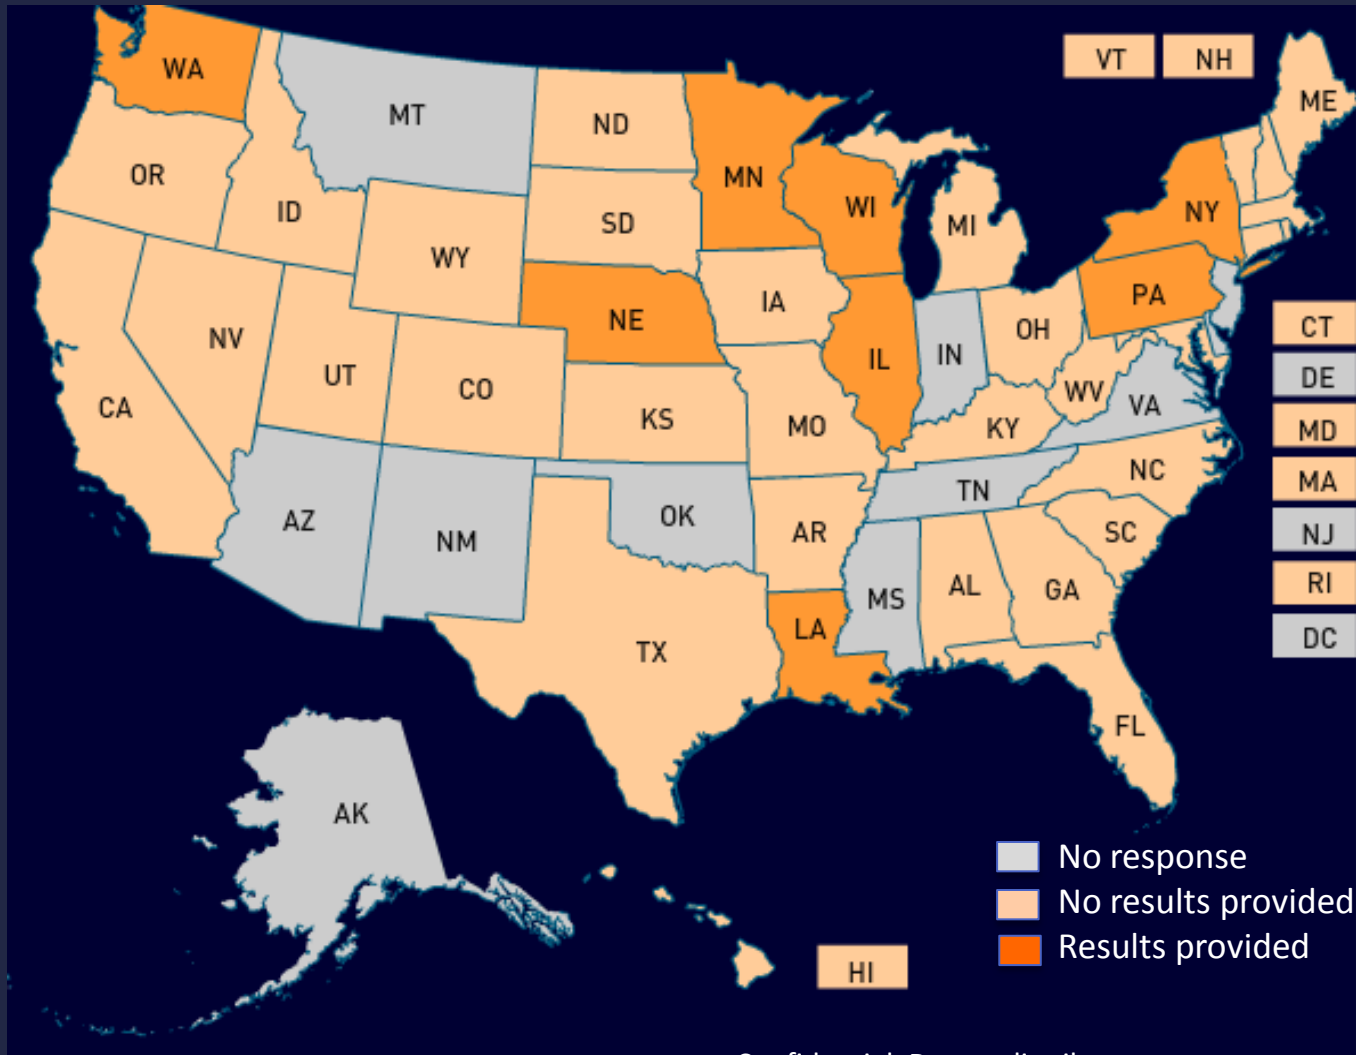 VT NH
WA
ME
MT
ND
OR
MN
ID
SD
WI
NY
MI
WY
PA
IA
NE
CT
NV
OH
IN
IL
UT
DE
CO
WV
VA
CA
KS
MO
KY
MD
NC
MA
TN
AZ
OK
NM
AR
SC
NJ
RI
AL
GA
MS
LA
DC
TX
FL
AK
No response
No results provided
Results provided
HI